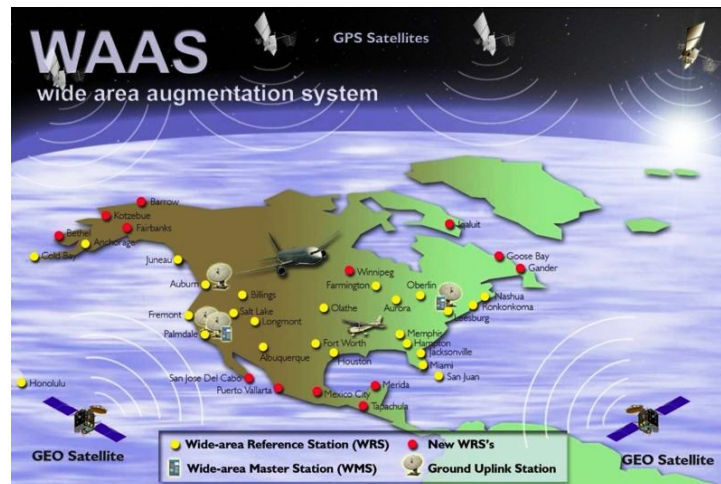 WAAS
wide area augmentation system
GPS Satellites
Barrow
Kotzebue
Fairbanks
Bethel
Anchorage
Cold Bay
Juneau
Auburn
Iqaluit
Goose Bay
Gander
Winnipeg
Farmington
Oberlin
Nashua
Ronkonkoma
Billings
Olathe
Aurora
Leesburg
Fremont
Salt Lake
Longmont
Palmdale
Memphis
Hampton
Albuquerque
Fort Worth
Jacksonville
Houston
Miami
San Juan
Honolulu
San Jose Del Cabo
Puerto Vallarta
Mexico City
Merida
Tapachula
GEO Satellite
GEO Satellite
Wide-area Reference Station (WRS)
New WRS's
Wide-area Master Station (WMS)
Ground Uplink Station